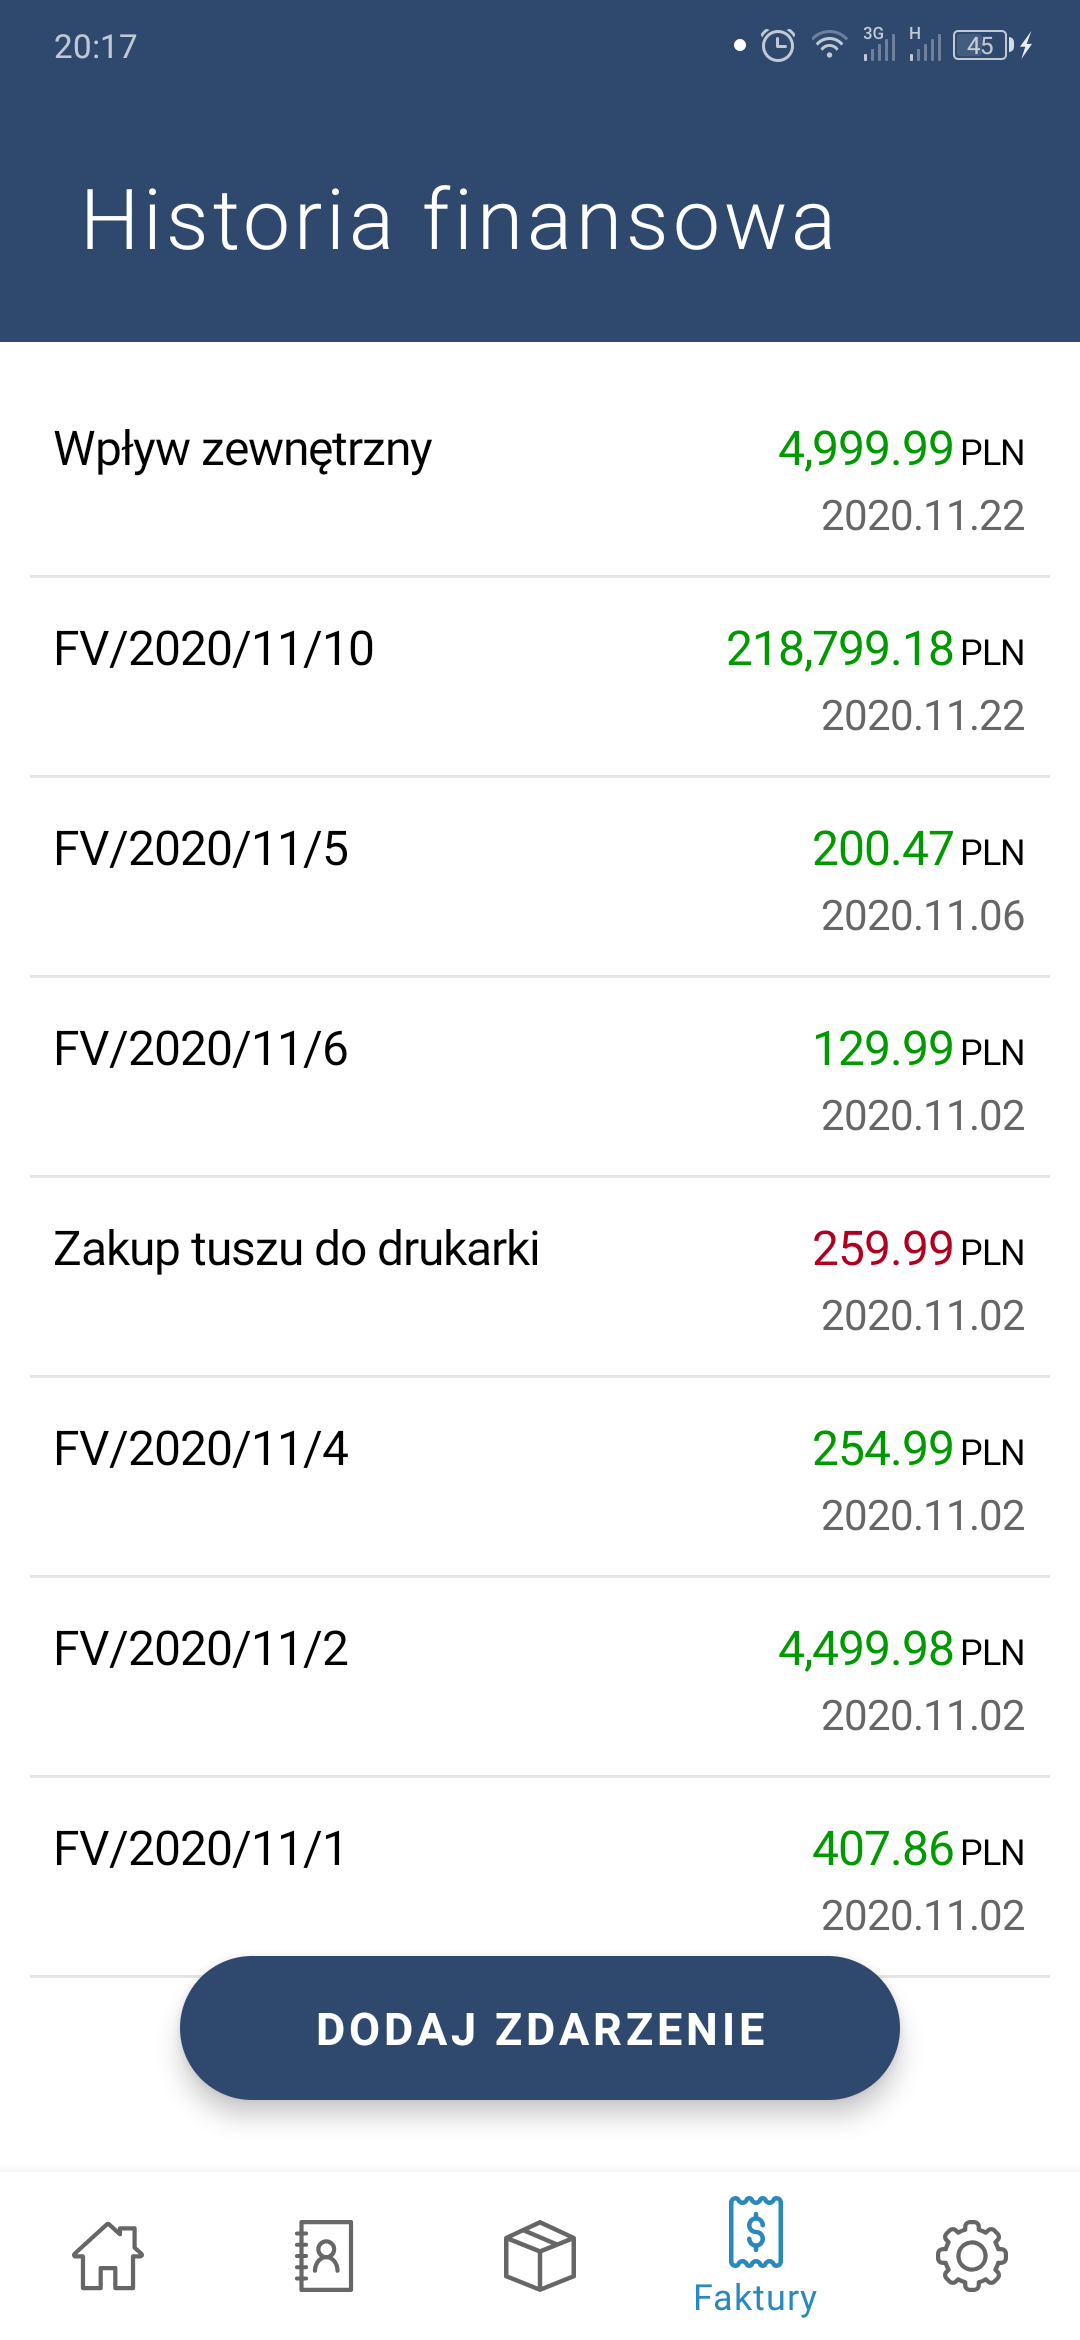 20:17
3G H 45
Historia finansowa
Wpływ zewnętrzny 4,999.99 PLN
2020.11.22
FV/2020/11/10 218,799.18 PLN
2020.11.22
FV/2020/11/5 200.47 PLN
2020.11.06
FV/2020/11/6 129.99 PLN
2020.11.02
Zakup tuszu do drukarki 259.99 PLN
2020.11.02
FV/2020/11/4 254.99 PLN
2020.11.02
FV/2020/11/2 4,499.98 PLN
2020.11.02
FV/2020/11/1 407.86 PLN
2020.11.02
DODAJ ZDARZENIE
$
Faktury